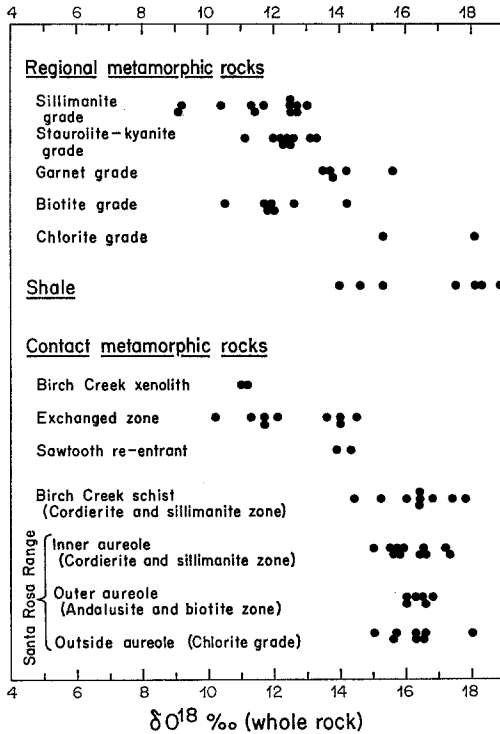 4 6 8 10 12 14 16 18
Regional metamorphic rocks
Sillimanite
grade
Staurolite-kyanite
grade
Garnet grade
Biotite grade
Chlorite grade
Shale
Contact metamorphic rocks
Birch Creek xenolith
Exchanged zone
Sawtooth re-entrant
Birch Creek schist
(Cordierite and sillimanite zone)
Santa Rosa Range
Inner aureole
(Cordierite and sillimanite zone)
Outer aureole
(Andalusite and biotite zone)
Outside aureole (Chlorite grade)
4 6 8 10 12 14 16 18
δO18 ‰ (whole rock)